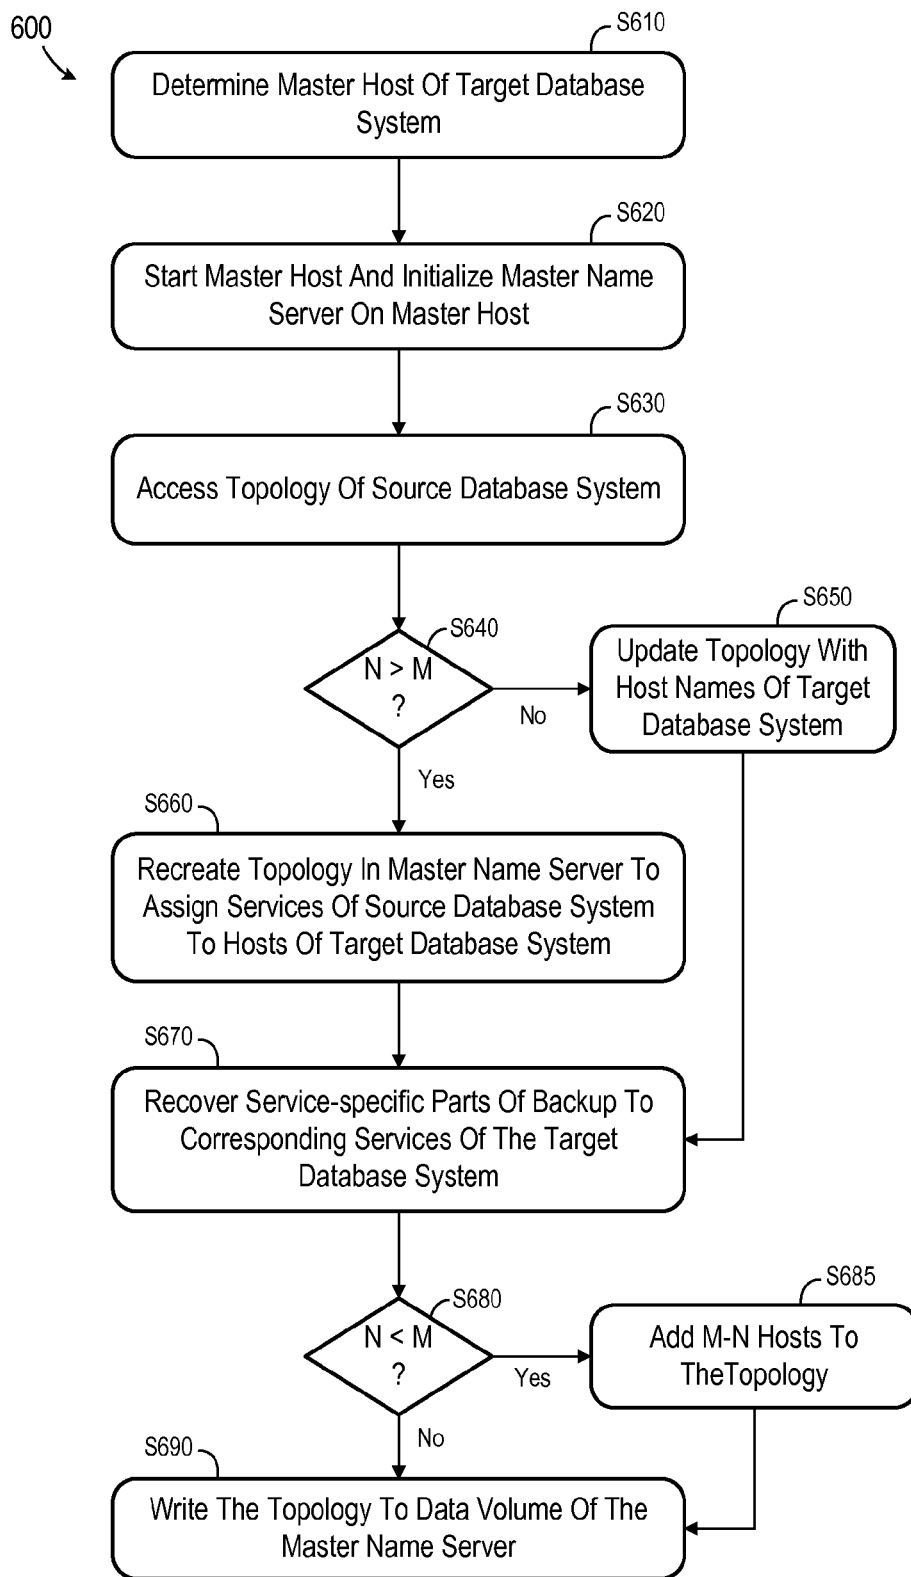 600
S610
Determine Master Host Of Target Database
System
S620
Start Master Host And Initialize Master Name
Server On Master Host
S630
Access Topology Of Source Database System
S640
N > M
?
No
Yes
S650
Update Topology With
Host Names Of Target
Database System
S660
Recreate Topology In Master Name Server To
Assign Services Of Source Database System
To Hosts Of Target Database System
S670
Recover Service-specific Parts Of Backup To
Corresponding Services Of The Target
Database System
S680
N < M
?
Yes
No
S685
Add M-N Hosts To
TheTopology
S690
Write The Topology To Data Volume Of The
Master Name Server